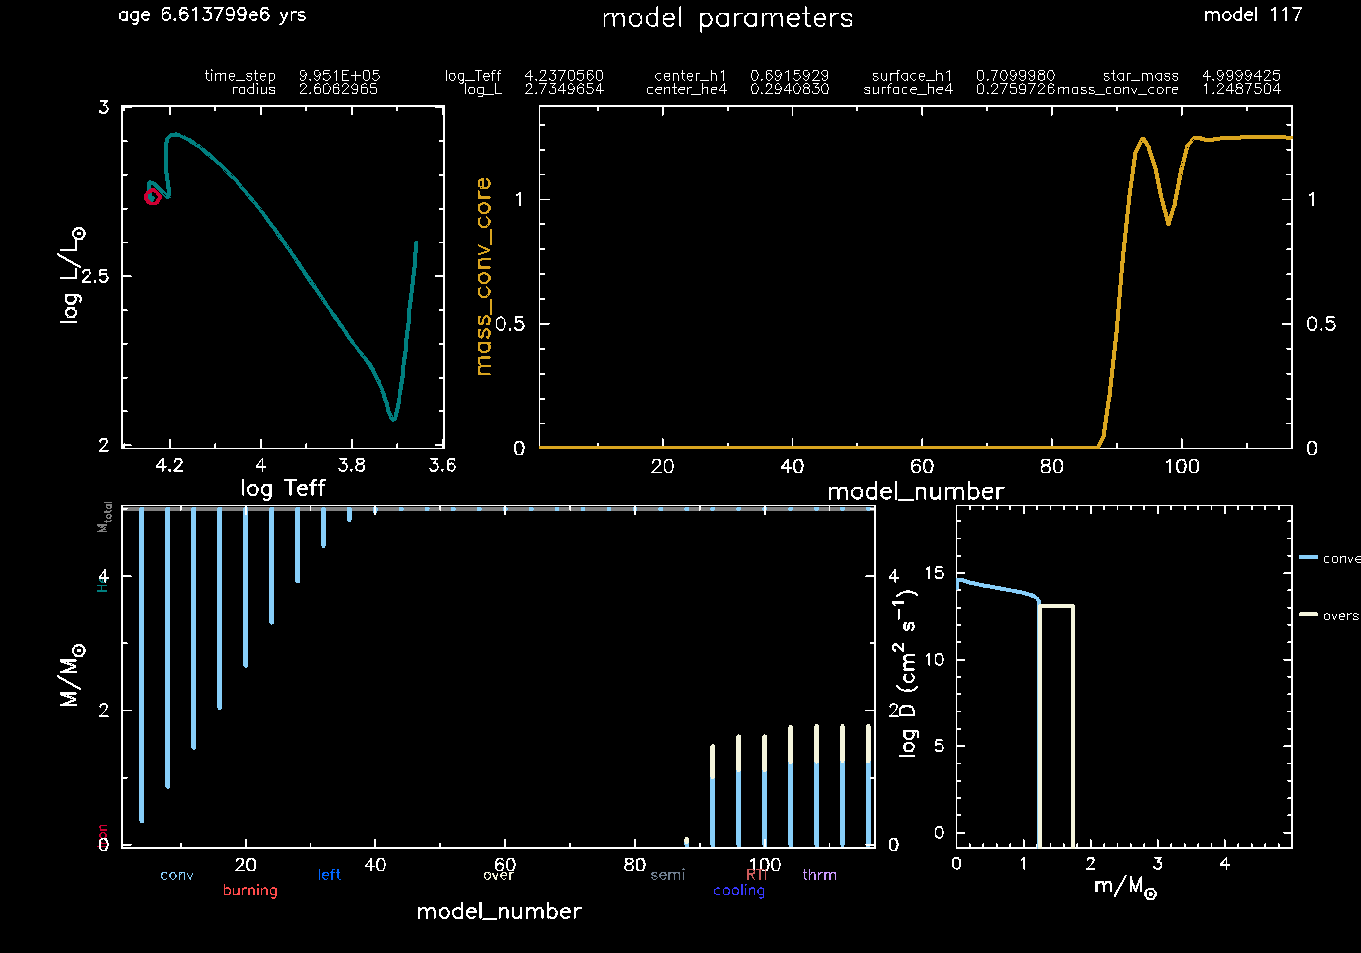 age 6.613799e6 yrs model parameters model 117
time_step 9.951E+05 log_Teff 4.2370560 center_h1 0.6915929 surface_h1 0.7099980 star_mass 4.9999425
radius 2.6062965 log_L 2.7349654 center_he4 0.2940830 surface_he4 0.2759726 mass_conv_core 1.2487504
3
2.5
2
log L/L☉
4.2 4 3.8 3.6
log Teff
mass_conv_core
1 1
0.5 0.5
0 0
20 40 60 80 100
model_number
Mtotal
He
4 4
M/M☉
2 2
0 0
20 40 60 80 100
conv left over semi RTI thrm
burning cooling
model_number
log D (cm² s⁻¹)
15
10
5
0
0 1 2 3 4
m/M☉
conve
overs